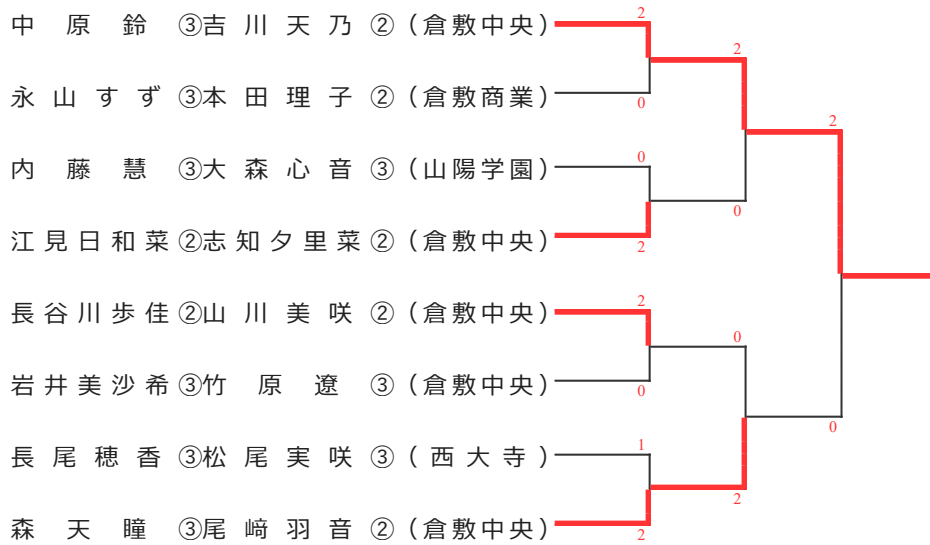 中原鈴③吉川天乃②(倉敷中央)
2
2
永山すず③本田理子②(倉敷商業)
0
2
内藤慧③大森心音③(山陽学園)
0
0
江見日和菜②志知夕里菜②(倉敷中央)
2
長谷川歩佳②山川美咲②(倉敷中央)
2
0
岩井美沙希③竹原遼③(倉敷中央)
0
0
長尾穂香③松尾実咲③(西大寺)
1
2
森天瞳③尾﨑羽音②(倉敷中央)
2